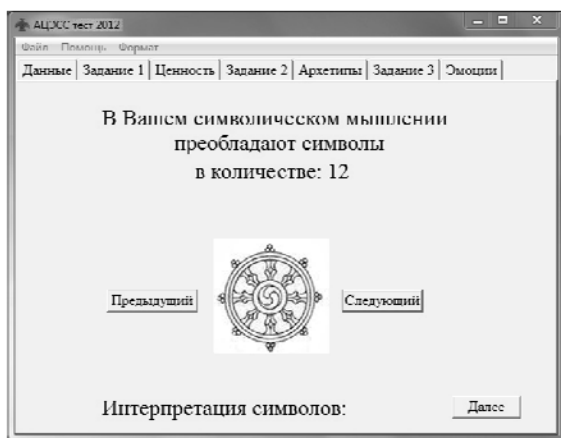 АЦЭСС тест 2012
Файл Помощь Формат
Данные Задание 1 Ценность Задание 2 Архетипы Задание 3 Эмоции
В Вашем символическом мышлении
преобладают символы
в количестве: 12
Предыдущий Следующий
Интерпретация символов:
Далее